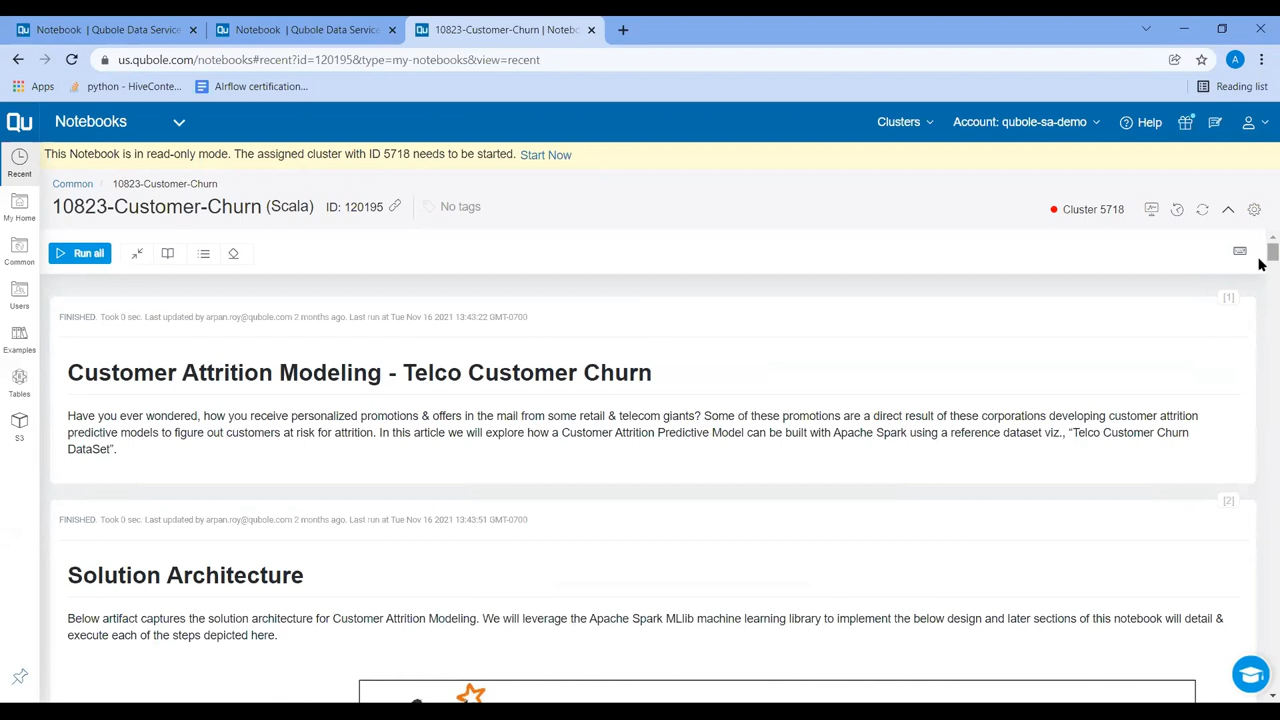 Notebook | Qubole Data Service
Notebook | Qubole Data Service
10823-Customer-Churn | Notebo
us.qubole.com/notebooks#recent?id=120195&type=my-notebooks&view=recent
A
Apps
python - HiveConte...
AIrflow certification...
Reading list
Qu
Notebooks
Clusters
Account: qubole-sa-demo
Help
This Notebook is in read-only mode. The assigned cluster with ID 5718 needs to be started. Start Now
Recent
My Home
Common
Users
Examples
Tables
S3
Common / 10823-Customer-Churn
10823-Customer-Churn (Scala)
ID: 120195
No tags
Cluster 5718
Run all
[1]
FINISHED. Took 0 sec. Last updated by arpan.roy@qubole.com 2 months ago. Last run at Tue Nov 16 2021 13:43:22 GMT-0700
Customer Attrition Modeling - Telco Customer Churn
Have you ever wondered, how you receive personalized promotions & offers in the mail from some retail & telecom giants? Some of these promotions are a direct result of these corporations developing customer attrition
predictive models to figure out customers at risk for attrition. In this article we will explore how a Customer Attrition Predictive Model can be built with Apache Spark using a reference dataset viz., “Telco Customer Churn
DataSet”.
[2]
FINISHED. Took 0 sec. Last updated by arpan.roy@qubole.com 2 months ago. Last run at Tue Nov 16 2021 13:43:51 GMT-0700
Solution Architecture
Below artifact captures the solution architecture for Customer Attrition Modeling. We will leverage the Apache Spark MLlib machine learning library to implement the below design and later sections of this notebook will detail &
execute each of the steps depicted here.